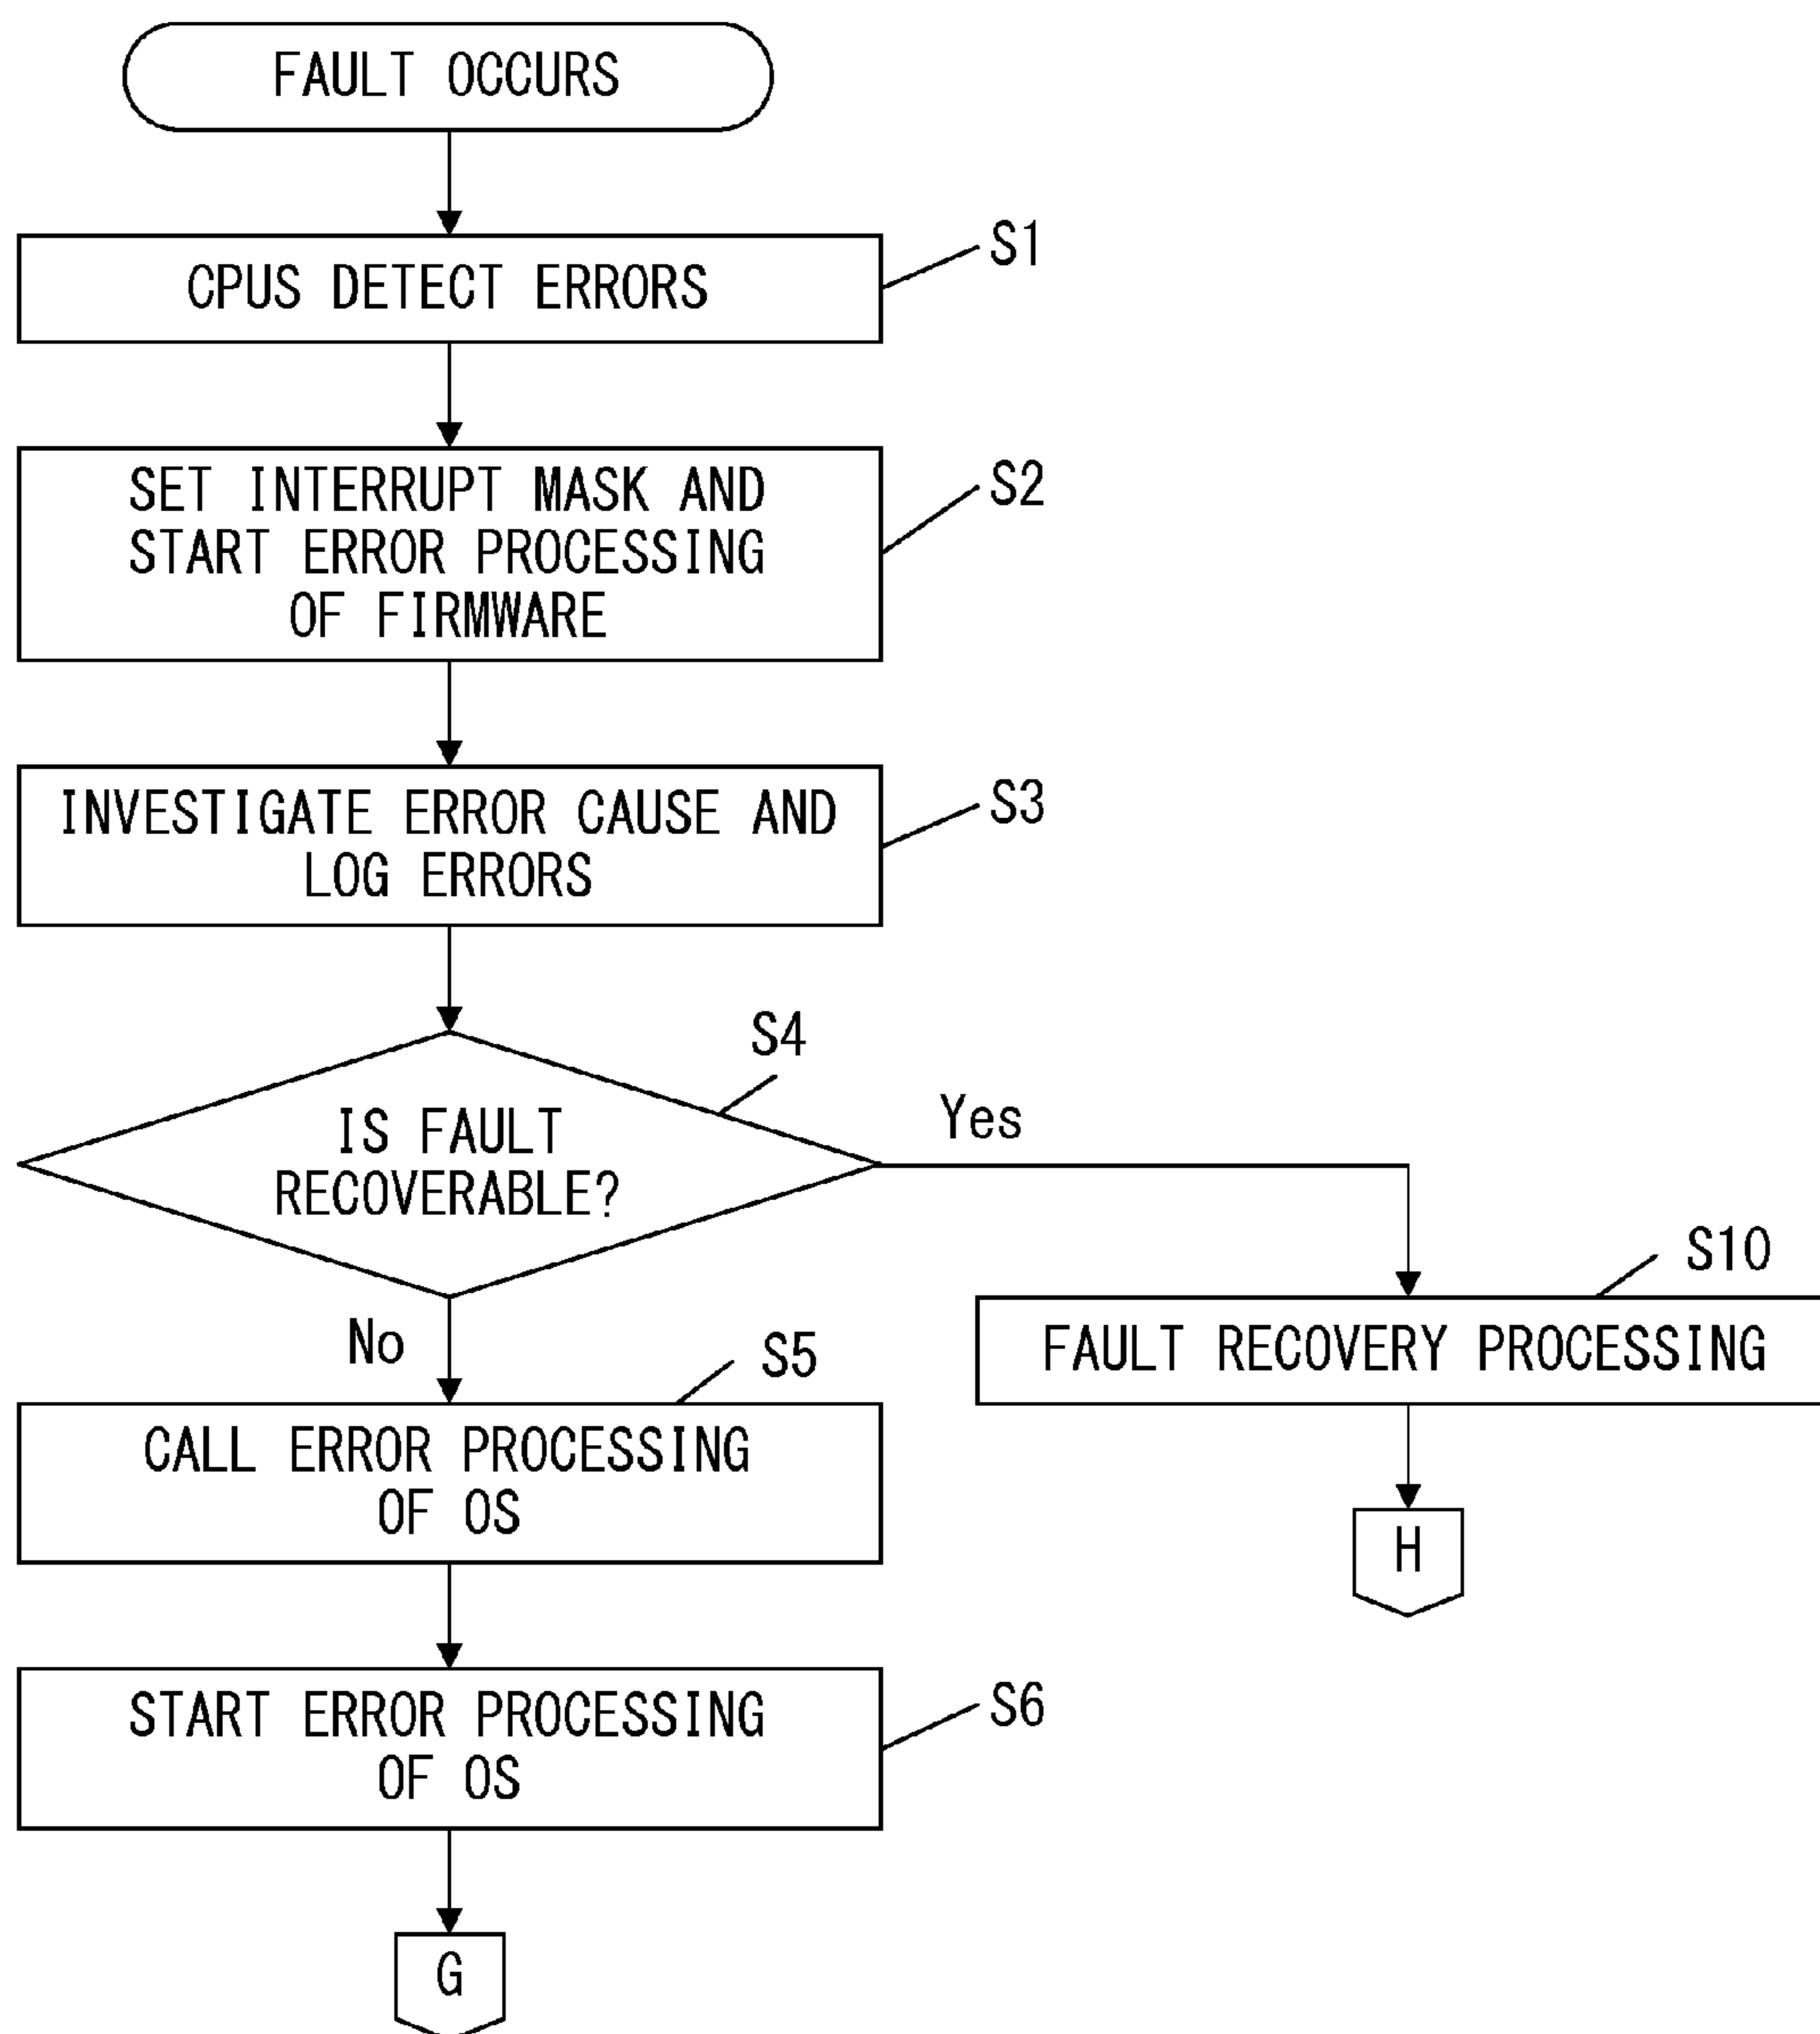 FAULT OCCURS
CPUS DETECT ERRORS
S1
SET INTERRUPT MASK AND
START ERROR PROCESSING
OF FIRMWARE
S2
INVESTIGATE ERROR CAUSE AND
LOG ERRORS
S3
S4
IS FAULT
RECOVERABLE?
Yes
No
S10
FAULT RECOVERY PROCESSING
H
S5
CALL ERROR PROCESSING
OF OS
START ERROR PROCESSING
OF OS
S6
G